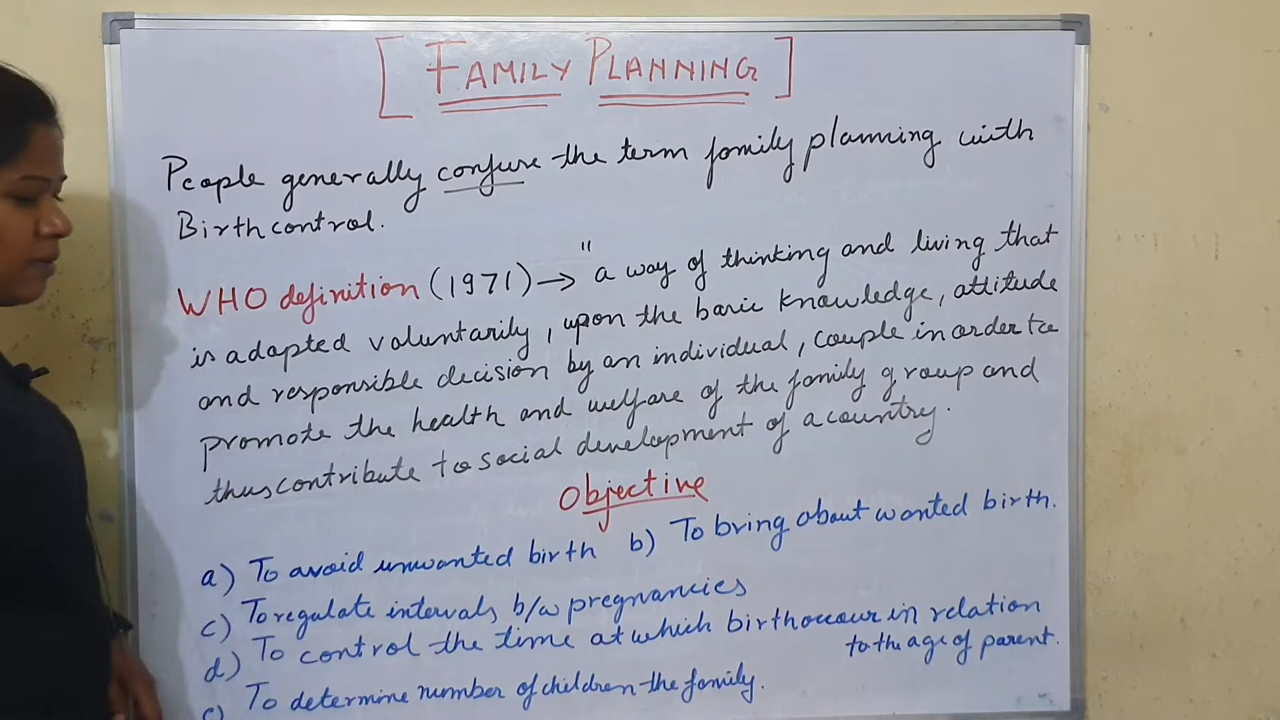 [ FAMILY PLANNING ]
People generally confuse the term family planning with
Birth control.
WHO definition (1971) → "a way of thinking and living that
is adapted voluntarily, upon the basic knowledge, attitude
and responsible decision by an individual, couple in order to
promote the health and welfare of the family group and
thus contribute to social development of a country.
Objective
a) To avoid unwanted birth b) To bring about wanted birth.
c) To regulate intervals b/w pregnancies
d) To control the time at which birth occour in relation
to the age of parent.
e) To determine number of children the family.